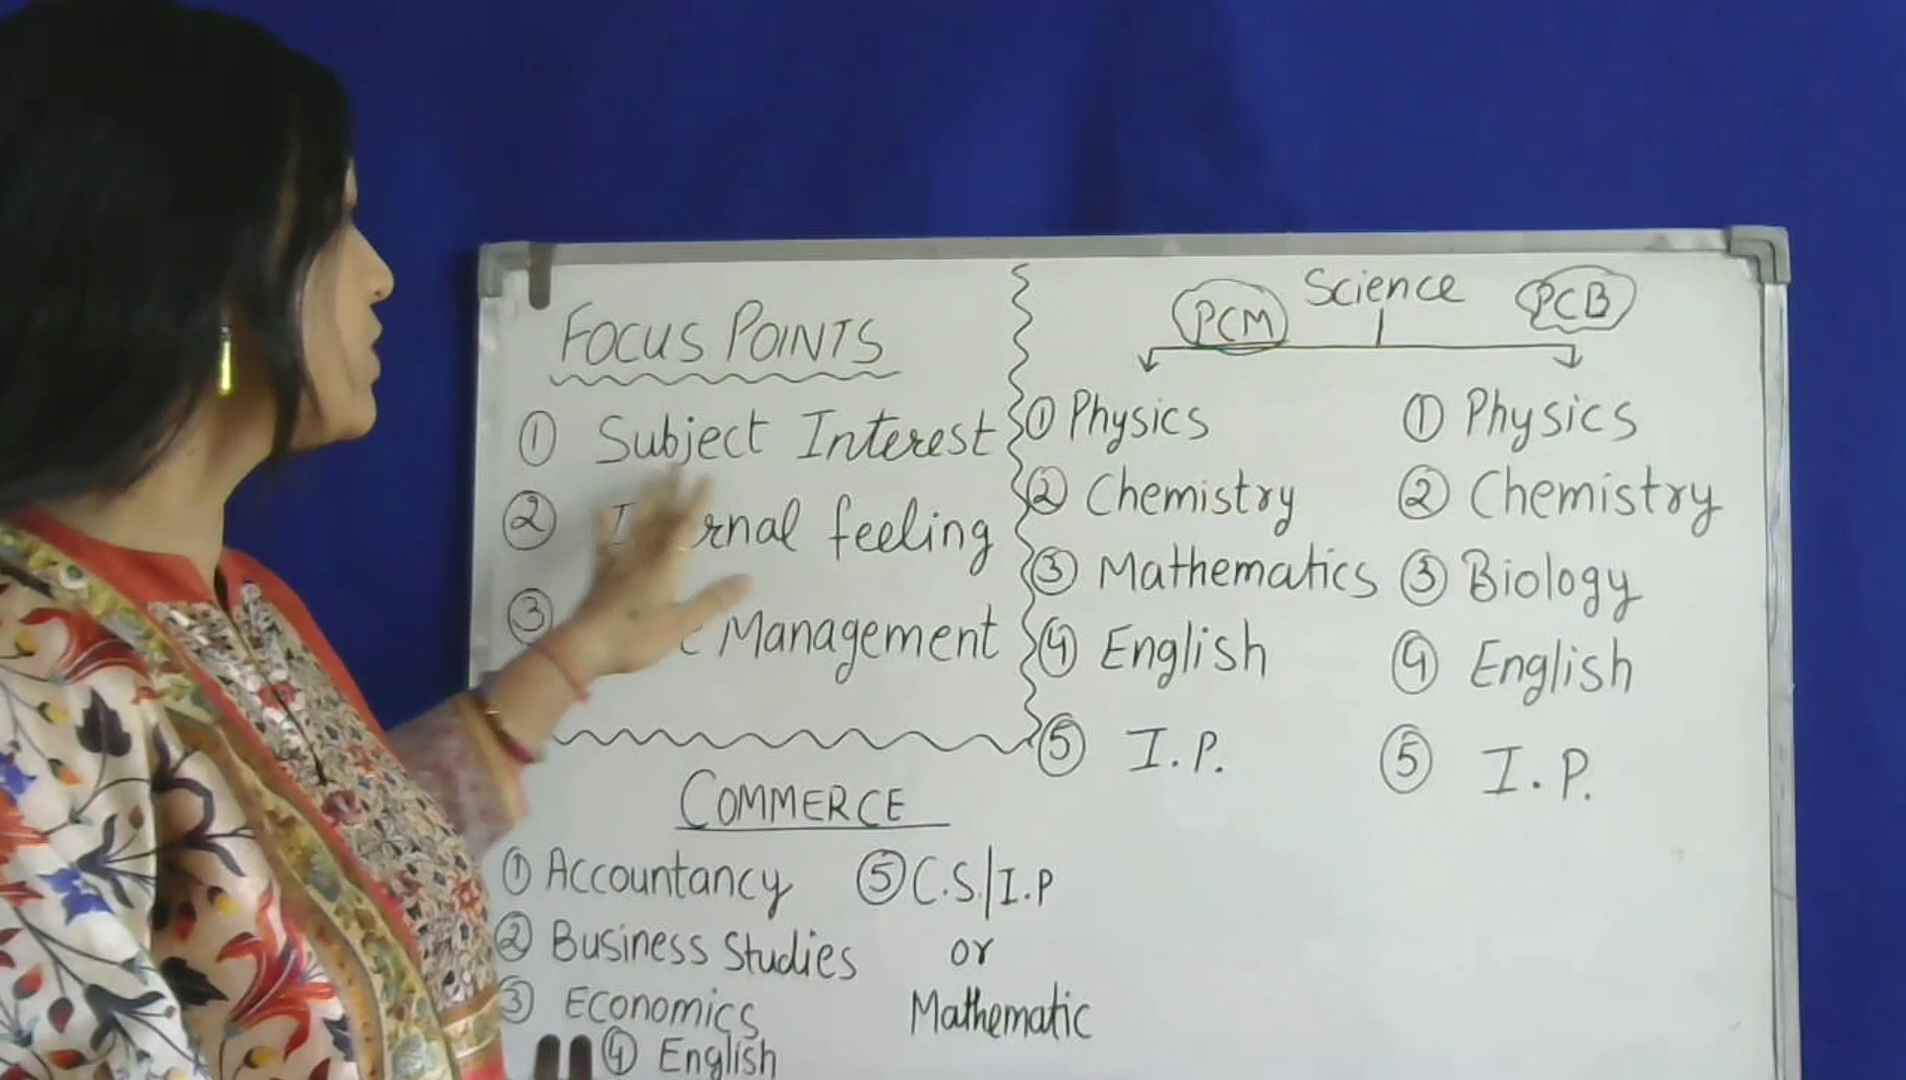 FOCUS POINTS
① Subject Interest
② feeling
③ Management
Science
PCM
PCB
① Physics
② Chemistry
③ Mathematics
④ English
⑤ I.P.
① Physics
② Chemistry
③ Biology
④ English
⑤ I.P.
COMMERCE
① Accountancy
② Business Studies
③ Economics
④ English
⑤ C.S./I.P
or
Mathematic